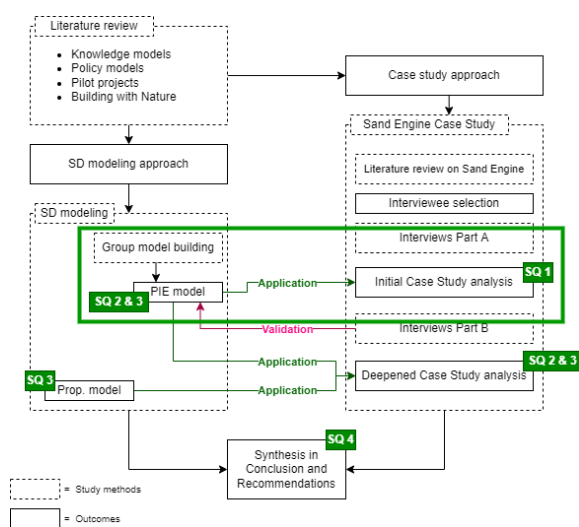 Literature review
• Knowledge models
• Policy models
• Pilot projects
• Building with Nature
Case study approach
SD modeling approach
Sand Engine Case Study
Literature review on Sand Engine
Interviewee selection
SD modeling
Group model building
Interviews Part A
PIE model
SQ 2 & 3
Application
Initial Case Study analysis
SQ 1
Validation
Interviews Part B
Application
SQ 2 & 3
Deepened Case Study analysis
SQ 3
Prop. model
Application
SQ 4
Synthesis in
Conclusion and
Recommendations
= Study methods
= Outcomes